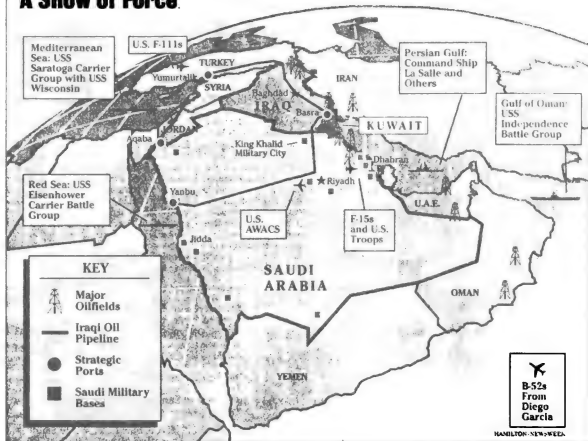 A Show of Force
Mediterranean
Sea: USS
Saratoga Carrier
Group with USS
Wisconsin
U.S. F-111s
Yumurtalik
TURKEY
SYRIA
Baghdad
IRAQ
IRAN
Basra
Persian Gulf:
Command Ship
La Salle and
Others
Gulf of Oman:
USS
Independence
Battle Group
KUWAIT
JORDAN
Aqaba
King Khalid
Military City
Dhahran
Red Sea: USS
Eisenhower
Carrier Battle
Group
Yanbu
Riyadh
U.S.
AWACS
F-15s
and U.S.
Troops
U.A.E.
Jidda
SAUDI
ARABIA
OMAN
YEMEN
KEY
Major
Oilfields
Iraqi Oil
Pipeline
Strategic
Ports
Saudi Military
Bases
B-52s
From
Diego
Garcia
HAMILTON-NEWSWEEK